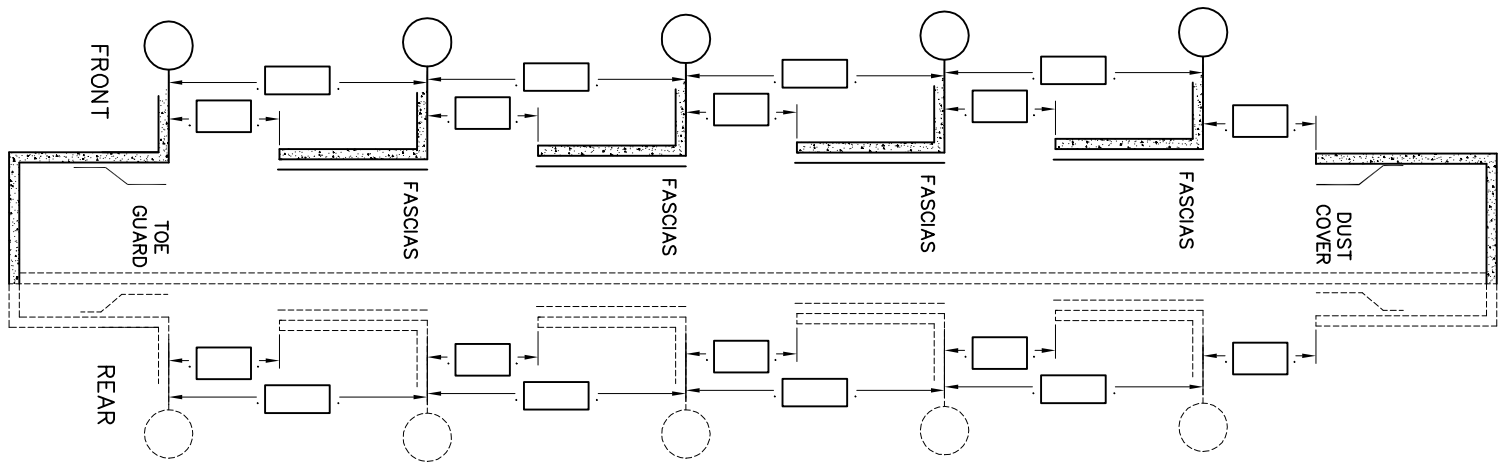 FRONT
TOE
GUARD
FASCIAS
FASCIAS
FASCIAS
FASCIAS
DUST
COVER
REAR